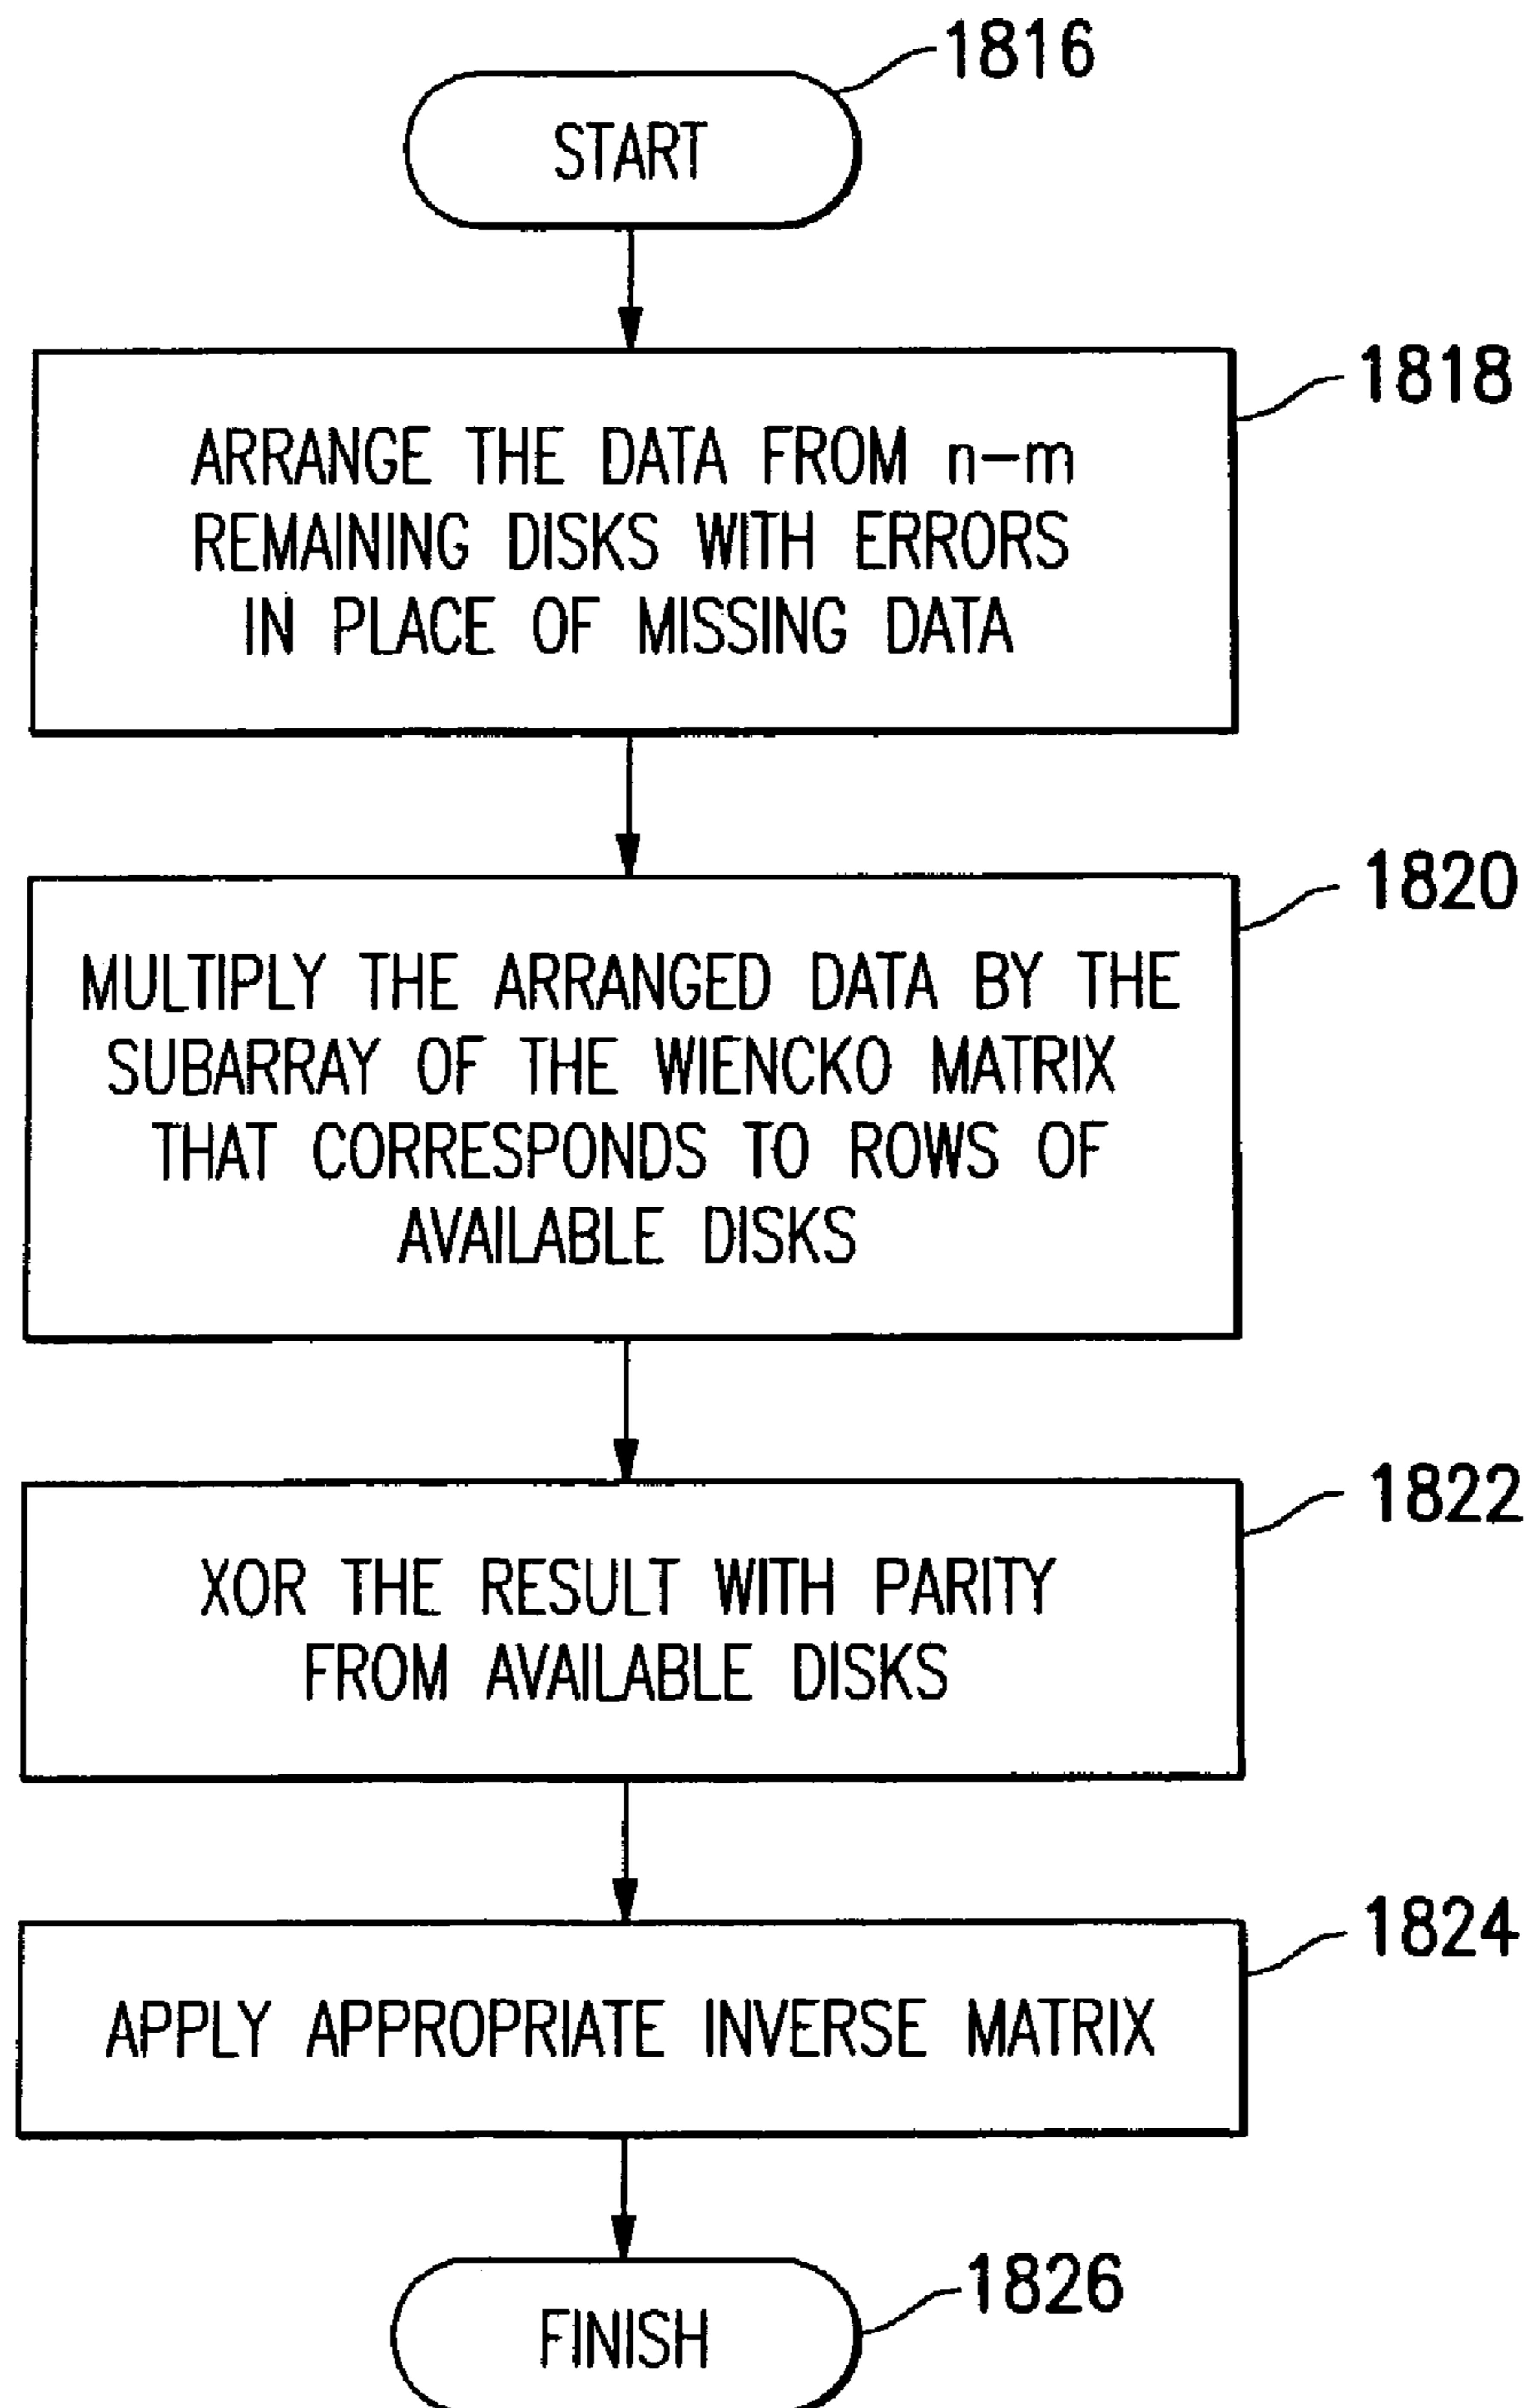 1816
START
1818
ARRANGE THE DATA FROM n-m
REMAINING DISKS WITH ERRORS
IN PLACE OF MISSING DATA
1820
MULTIPLY THE ARRANGED DATA BY THE
SUBARRAY OF THE WIENCKO MATRIX
THAT CORRESPONDS TO ROWS OF
AVAILABLE DISKS
1822
XOR THE RESULT WITH PARITY
FROM AVAILABLE DISKS
1824
APPLY APPROPRIATE INVERSE MATRIX
1826
FINISH